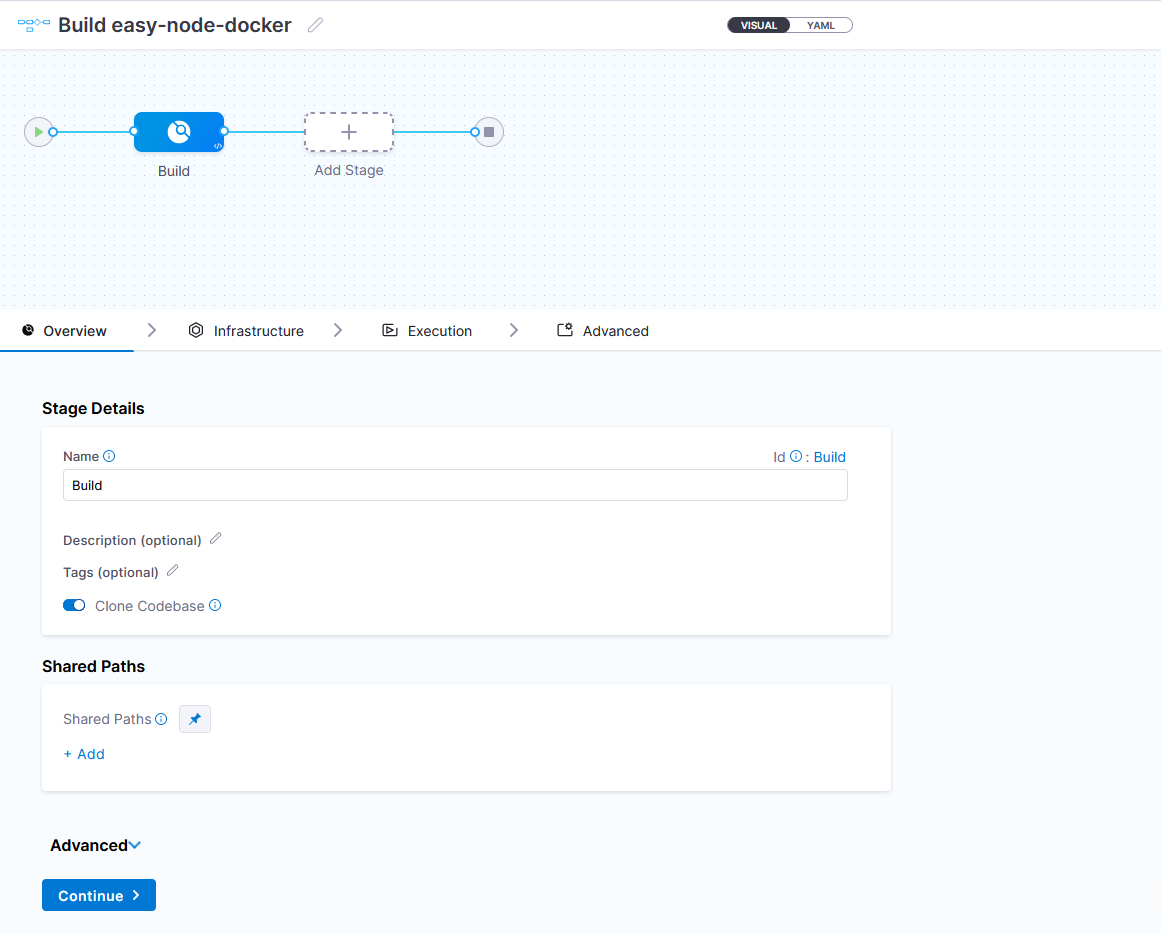 Build easy-node-docker
VISUAL YAML
Build
Add Stage
Overview Infrastructure Execution Advanced
Stage Details
Name Id : Build
Build
Description (optional)
Tags (optional)
Clone Codebase
Shared Paths
Shared Paths
+ Add
Advanced
Continue